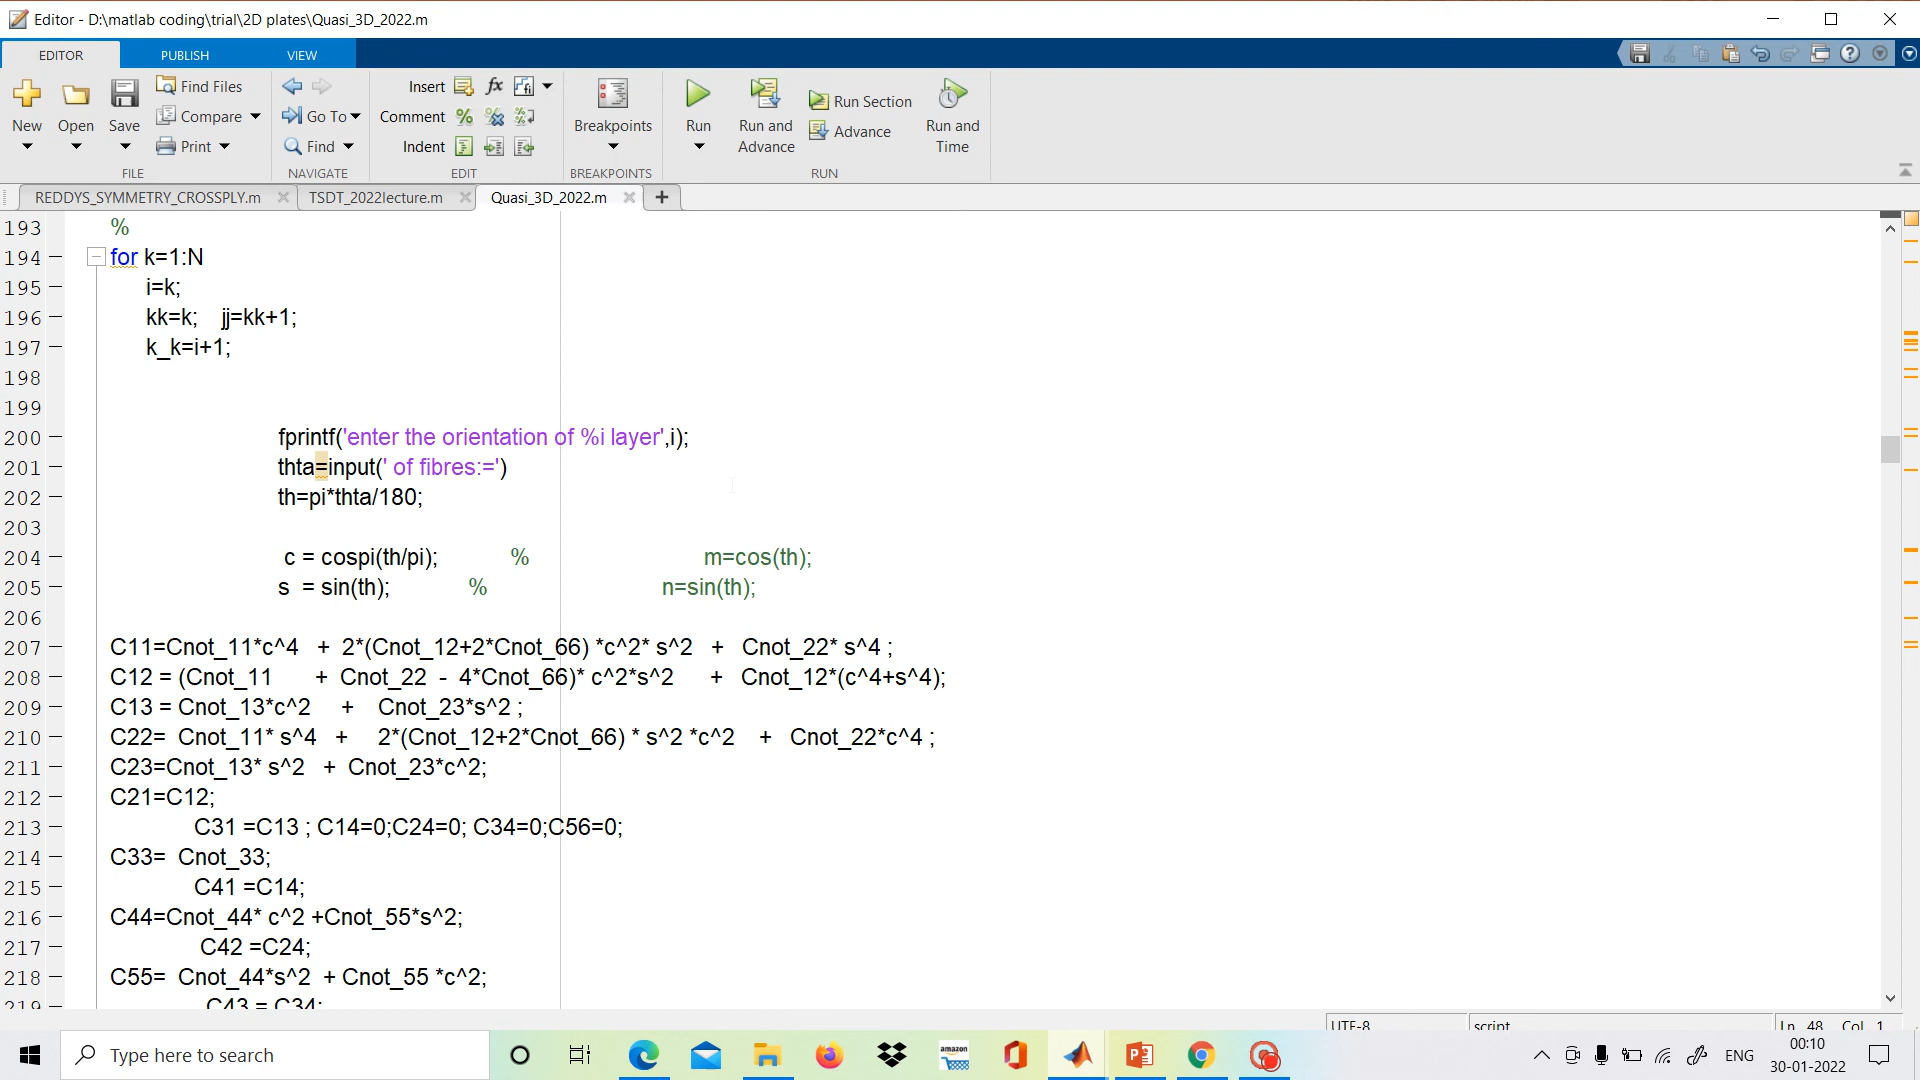 Editor - D:\matlab coding\trial\2D plates\Quasi_3D_2022.m
EDITOR PUBLISH VIEW
New Open Save Find Files Compare Print
Go To Find
Insert fx Comment Indent
Breakpoints
Run Run and Advance Run Section Advance Run and Time
FILE NAVIGATE EDIT BREAKPOINTS RUN
REDDYS_SYMMETRY_CROSSPLY.m TSDT_2022lecture.m Quasi_3D_2022.m
193 %
194 for k=1:N
195 i=k;
196 kk=k; jj=kk+1;
197 k_k=i+1;
198
199
200 fprintf('enter the orientation of %i layer',i);
201 thta=input(' of fibres:=')
202 th=pi*thta/180;
203
204 c = cospi(th/pi); % m=cos(th);
205 s = sin(th); % n=sin(th);
206
207 C11=Cnot_11*c^4 + 2*(Cnot_12+2*Cnot_66) *c^2* s^2 + Cnot_22* s^4 ;
208 C12 = (Cnot_11 + Cnot_22 - 4*Cnot_66)* c^2*s^2 + Cnot_12*(c^4+s^4);
209 C13 = Cnot_13*c^2 + Cnot_23*s^2 ;
210 C22= Cnot_11* s^4 + 2*(Cnot_12+2*Cnot_66) * s^2 *c^2 + Cnot_22*c^4 ;
211 C23=Cnot_13* s^2 + Cnot_23*c^2;
212 C21=C12;
213 C31 =C13 ; C14=0;C24=0; C34=0;C56=0;
214 C33= Cnot_33;
215 C41 =C14;
216 C44=Cnot_44* c^2 +Cnot_55*s^2;
217 C42 =C24;
218 C55= Cnot_44*s^2 + Cnot_55 *c^2;
219 C43 = C34;
UTF-8 script Ln 48 Col 1
Type here to search
amazon
ENG
00:10
30-01-2022